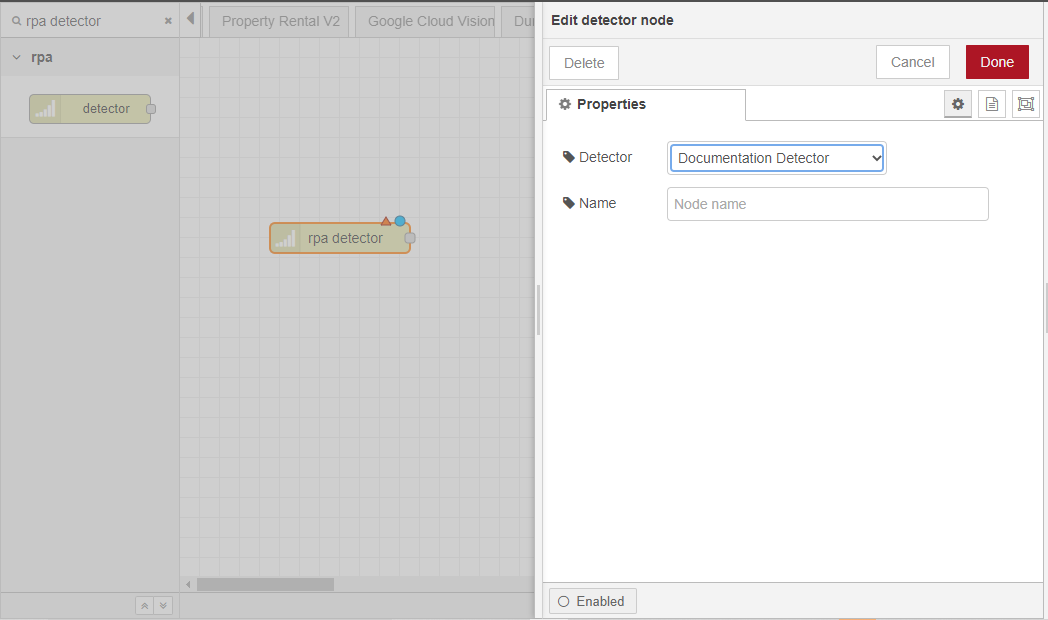 rpa detector
Property Rental V2
Google Cloud Vision
rpa
detector
rpa detector
Edit detector node
Delete
Cancel
Done
Properties
Detector
Documentation Detector
Name
Node name
Enabled